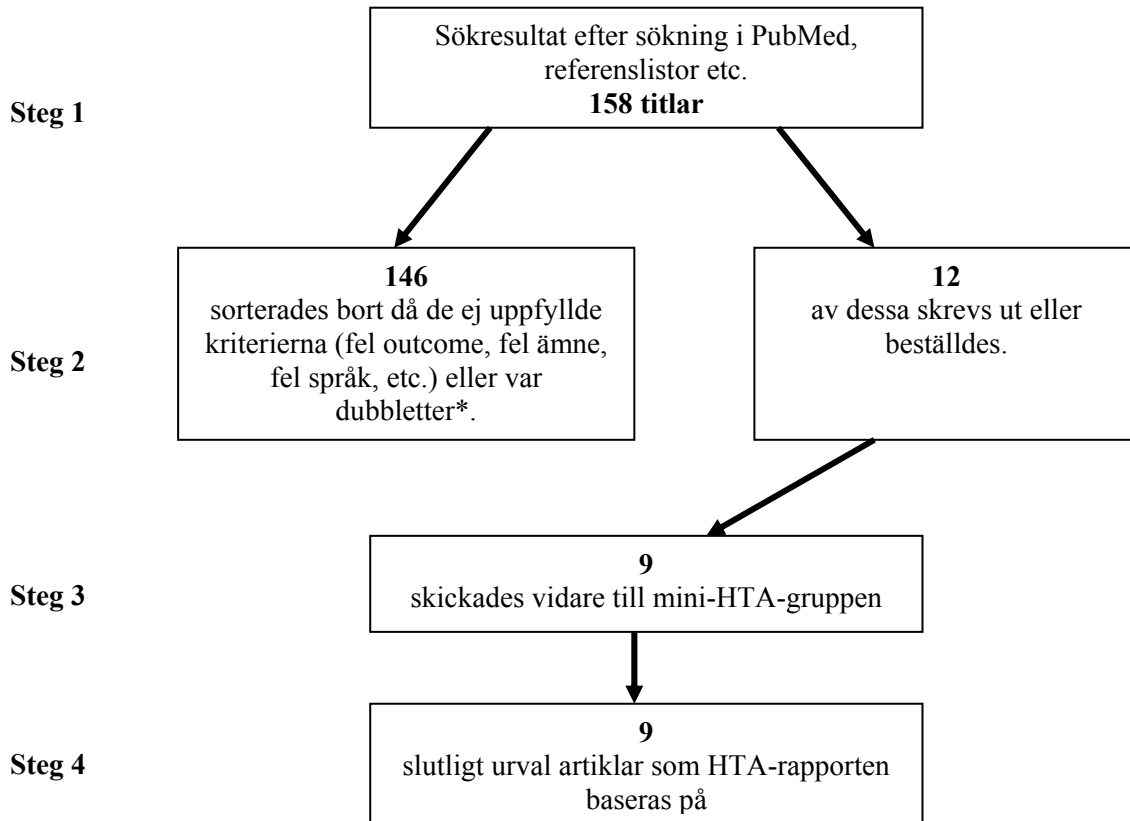 Sökresultat efter sökning i PubMed,
referenslistor etc.
158 titlar
Steg 1
146
sorterades bort då de ej uppfyllde
kriterierna (fel outcome, fel ämne,
fel språk, etc.) eller var
dubbletter*.
12
av dessa skrevs ut eller
beställdes.
Steg 2
9
skickades vidare till mini-HTA-gruppen
Steg 3
9
slutligt urval artiklar som HTA-rapporten
baseras på
Steg 4